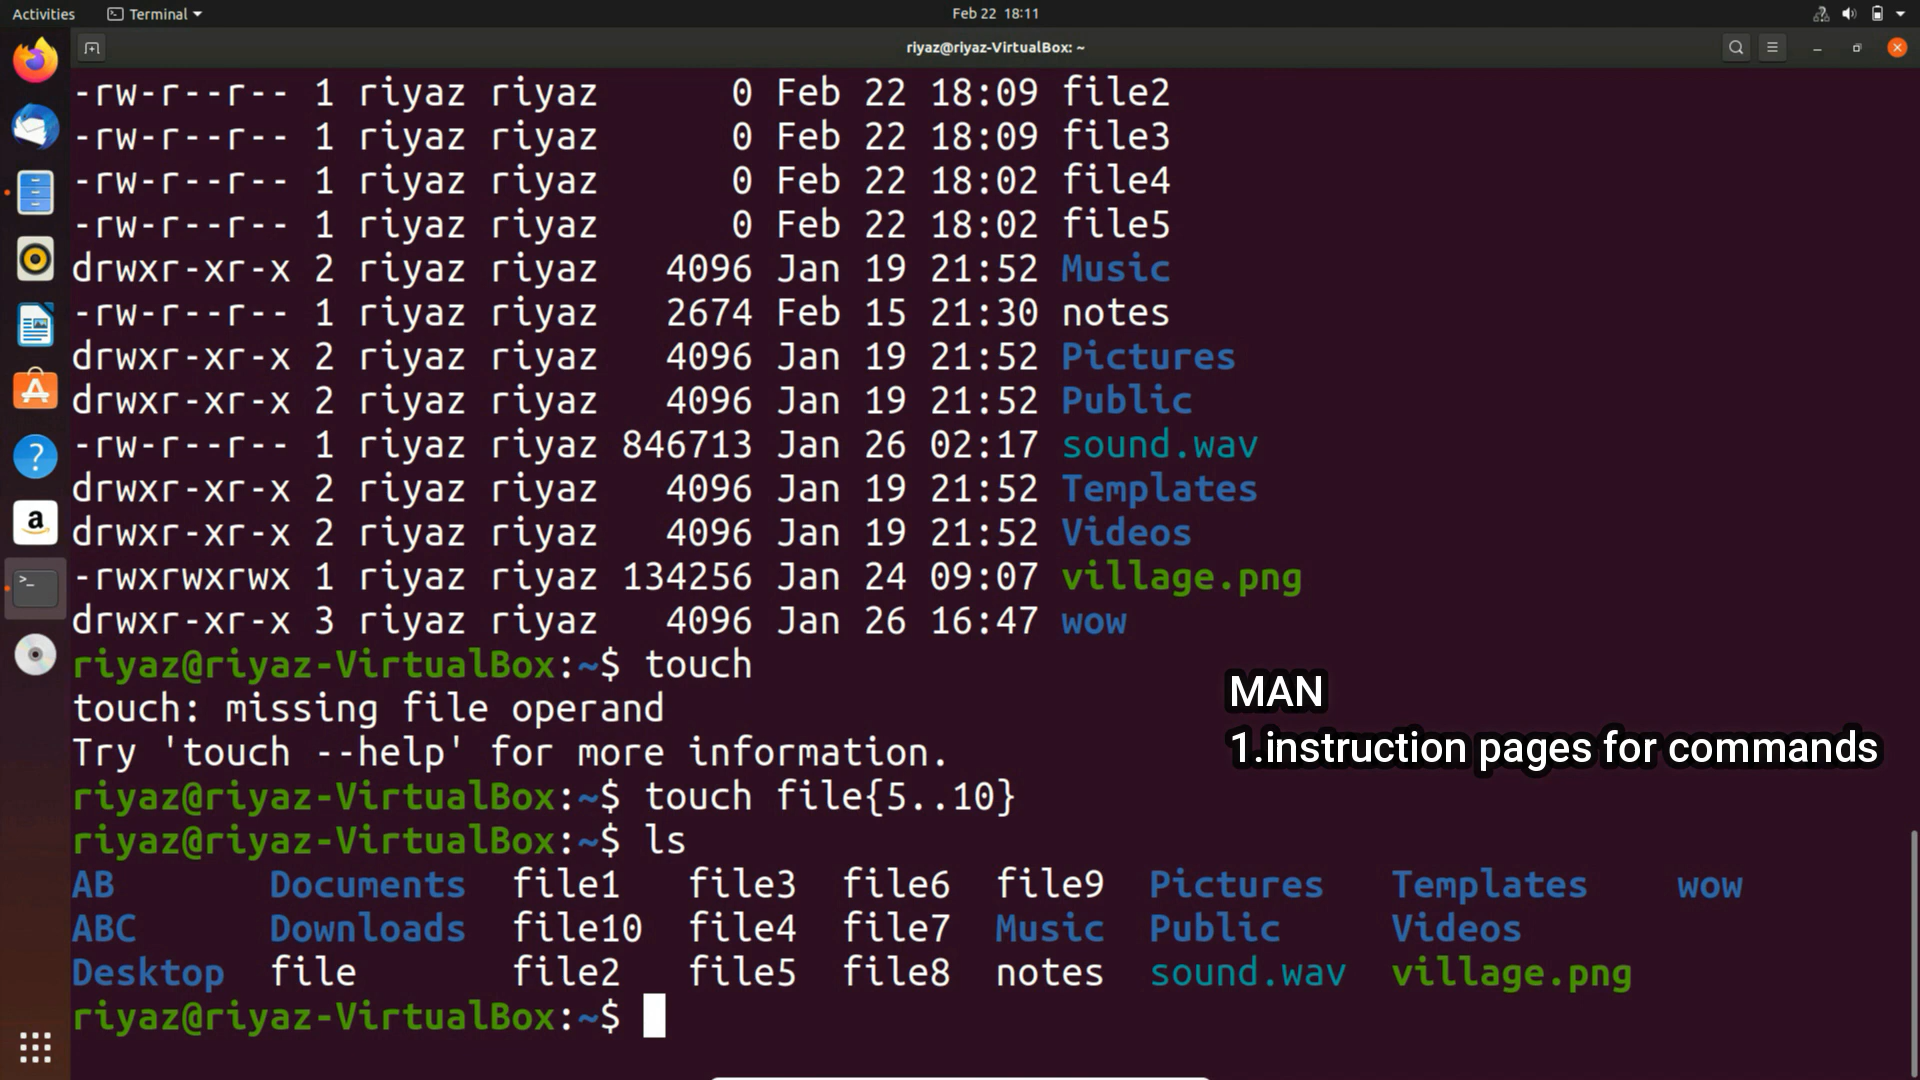 Activities Terminal Feb 22 18:11
riyaz@riyaz-VirtualBox: ~
-rw-r--r-- 1 riyaz riyaz      0 Feb 22 18:09 file2
-rw-r--r-- 1 riyaz riyaz      0 Feb 22 18:09 file3
-rw-r--r-- 1 riyaz riyaz      0 Feb 22 18:02 file4
-rw-r--r-- 1 riyaz riyaz      0 Feb 22 18:02 file5
drwxr-xr-x 2 riyaz riyaz   4096 Jan 19 21:52 Music
-rw-r--r-- 1 riyaz riyaz   2674 Feb 15 21:30 notes
drwxr-xr-x 2 riyaz riyaz   4096 Jan 19 21:52 Pictures
drwxr-xr-x 2 riyaz riyaz   4096 Jan 19 21:52 Public
-rw-r--r-- 1 riyaz riyaz 846713 Jan 26 02:17 sound.wav
drwxr-xr-x 2 riyaz riyaz   4096 Jan 19 21:52 Templates
drwxr-xr-x 2 riyaz riyaz   4096 Jan 19 21:52 Videos
-rwxrwxrwx 1 riyaz riyaz 134256 Jan 24 09:07 village.png
drwxr-xr-x 3 riyaz riyaz   4096 Jan 26 16:47 wow
riyaz@riyaz-VirtualBox:~$ touch
touch: missing file operand
Try 'touch --help' for more information.
riyaz@riyaz-VirtualBox:~$ touch file{5..10}
riyaz@riyaz-VirtualBox:~$ ls
AB Documents file1 file3 file6 file9 Pictures Templates wow
ABC Downloads file10 file4 file7 Music Public Videos
Desktop file file2 file5 file8 notes sound.wav village.png
riyaz@riyaz-VirtualBox:~$
MAN
1.instruction pages for commands